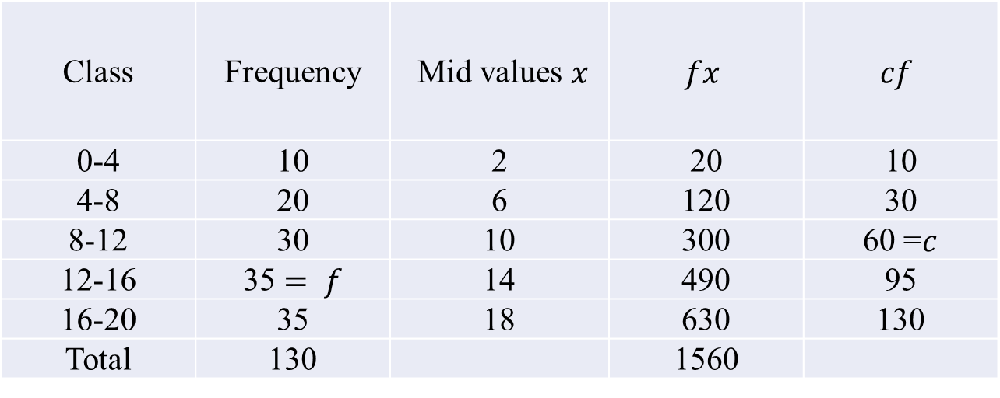 Class Frequency Mid values x fx cf
0-4 10 2 20 10
4-8 20 6 120 30
8-12 30 10 300 60 =c
12-16 35 = f 14 490 95
16-20 35 18 630 130
Total 130 1560